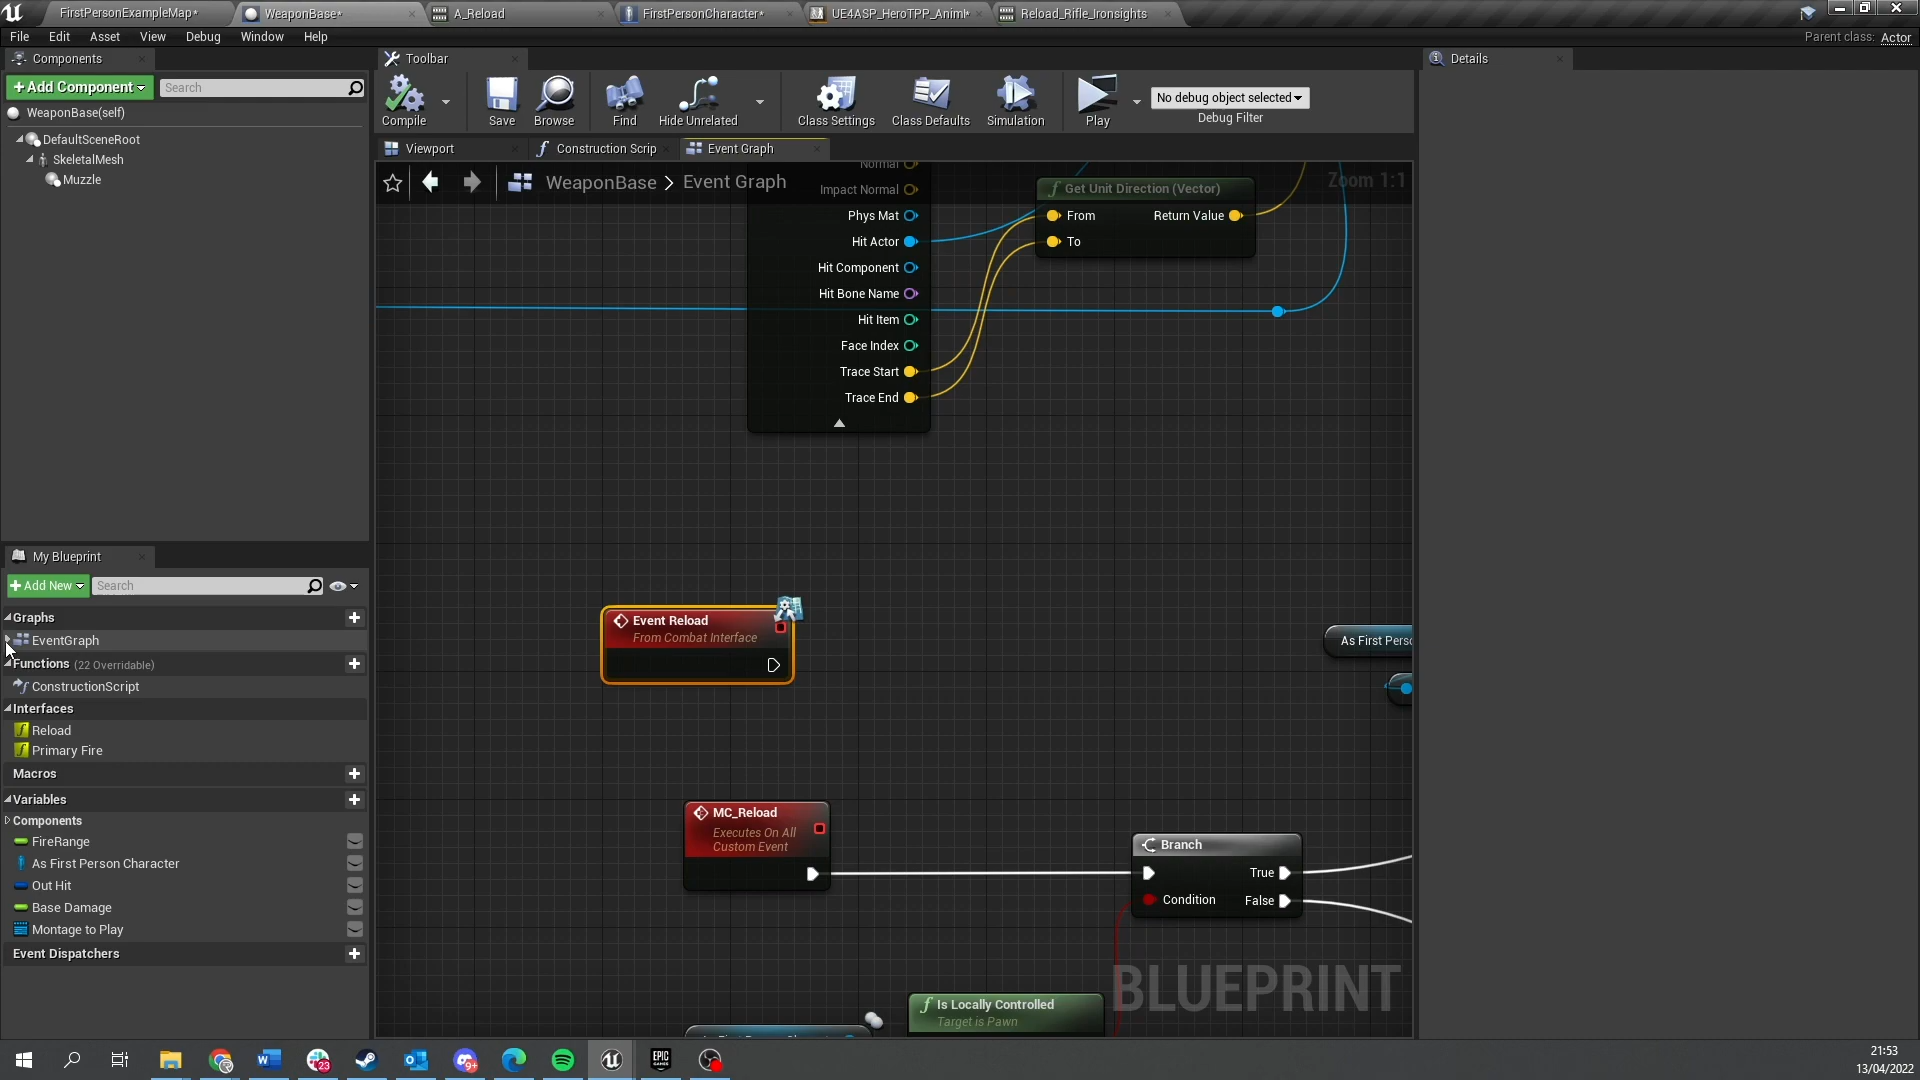 FirstPersonExampleMap*
WeaponBase*
A_Reload
FirstPersonCharacter*
UE4ASP_HeroTPP_AnimI*
Reload_Rifle_Ironsights
File Edit Asset View Debug Window Help
Parent class: Actor
Components
Toolbar
Details
+Add Component
Search
WeaponBase(self)
DefaultSceneRoot
SkeletalMesh
Muzzle
Compile
Save
Browse
Find
Hide Unrelated
Class Settings
Class Defaults
Simulation
Play
No debug object selected
Debug Filter
Viewport
Construction Scrip
Event Graph
WeaponBase > Event Graph
Zoom 1:1
Normal
Impact Normal
Phys Mat
Hit Actor
Hit Component
Hit Bone Name
Hit Item
Face Index
Trace Start
Trace End
Get Unit Direction (Vector)
From
Return Value
To
Event Reload
From Combat Interface
As First Perso
MC_Reload
Executes On All
Custom Event
Branch
True
Condition
False
Is Locally Controlled
Target is Pawn
BLUEPRINT
My Blueprint
+Add New
Search
Graphs
EventGraph
Functions (22 Overridable)
ConstructionScript
Interfaces
Reload
Primary Fire
Macros
Variables
Components
FireRange
As First Person Character
Out Hit
Base Damage
Montage to Play
Event Dispatchers
23
9+
EPIC
GAMES
21:53
13/04/2022